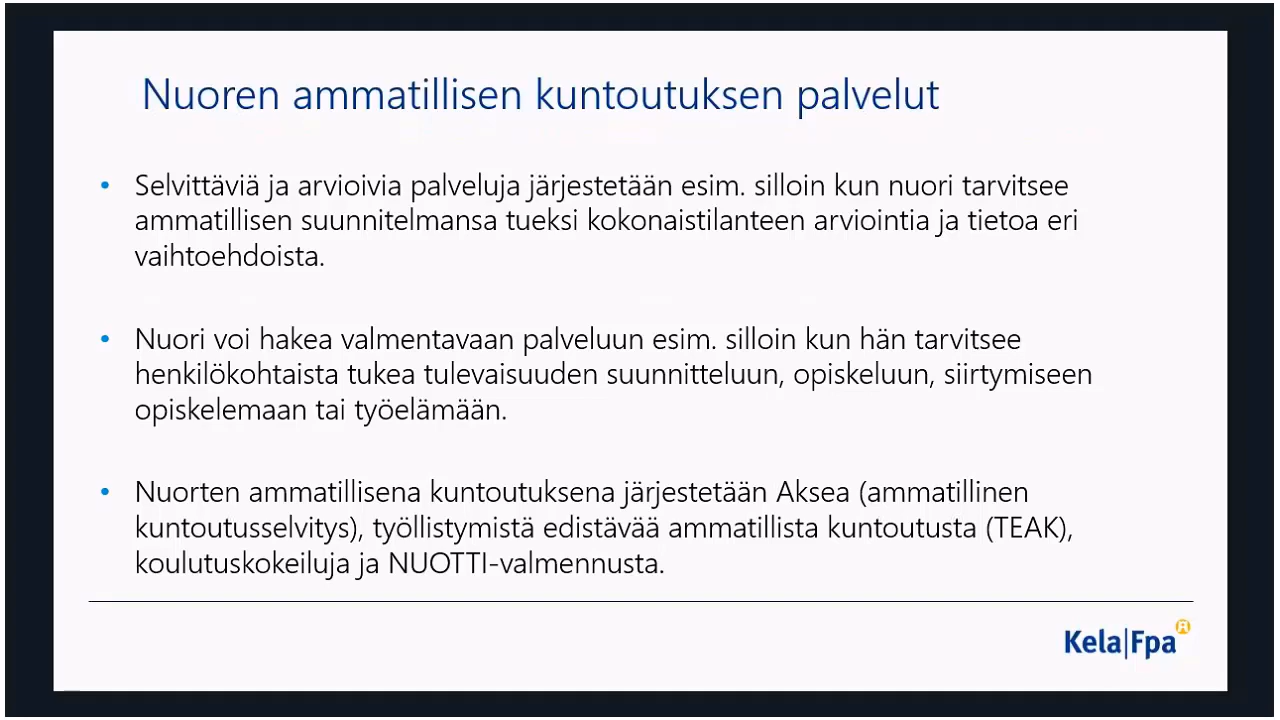 Nuoren ammatillisen kuntoutuksen palvelut
• Selvittäviä ja arvioivia palveluja järjestetään esim. silloin kun nuori tarvitsee
ammatillisen suunnitelmansa tueksi kokonaistilanteen arviointia ja tietoa eri
vaihtoehdoista.
• Nuori voi hakea valmentavaan palveluun esim. silloin kun hän tarvitsee
henkilökohtaista tukea tulevaisuuden suunnitteluun, opiskeluun, siirtymiseen
opiskelemaan tai työelämään.
• Nuorten ammatillisena kuntoutuksena järjestetään Aksea (ammatillinen
kuntoutusselvitys), työllistymistä edistävää ammatillista kuntoutusta (TEAK),
koulutuskokeiluja ja NUOTTI-valmennusta.
Kela|Fpa